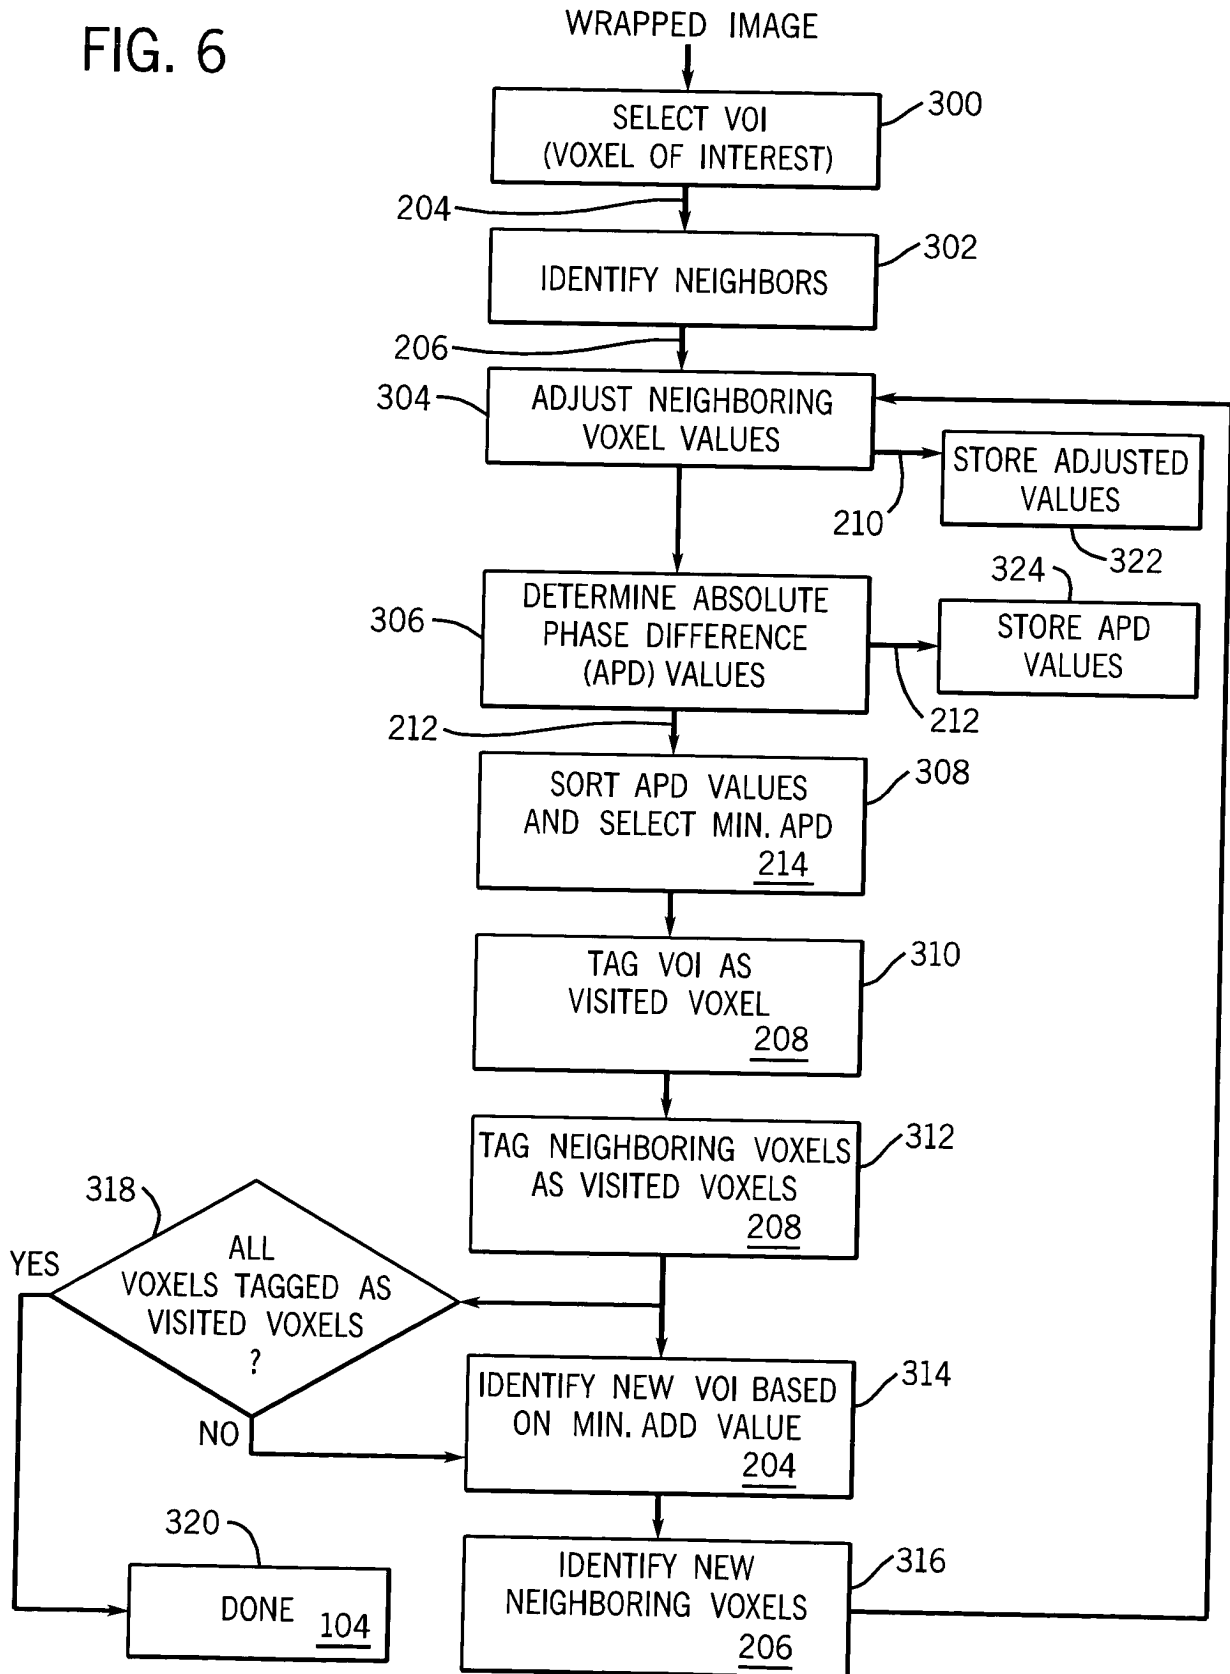 FIG. 6
WRAPPED IMAGE
SELECT VOI
(VOXEL OF INTEREST)
300
204
IDENTIFY NEIGHBORS
302
206
304
ADJUST NEIGHBORING
VOXEL VALUES
210
STORE ADJUSTED
VALUES
322
324
306
DETERMINE ABSOLUTE
PHASE DIFFERENCE
(APD) VALUES
STORE APD
VALUES
212
212
SORT APD VALUES
AND SELECT MIN. APD
214
308
TAG VOI AS
VISITED VOXEL
208
310
TAG NEIGHBORING VOXELS
AS VISITED VOXELS
208
312
318
YES
ALL
VOXELS TAGGED AS
VISITED VOXELS
?
NO
IDENTIFY NEW VOI BASED
ON MIN. ADD VALUE
204
314
320
DONE 104
IDENTIFY NEW
NEIGHBORING VOXELS
206
316